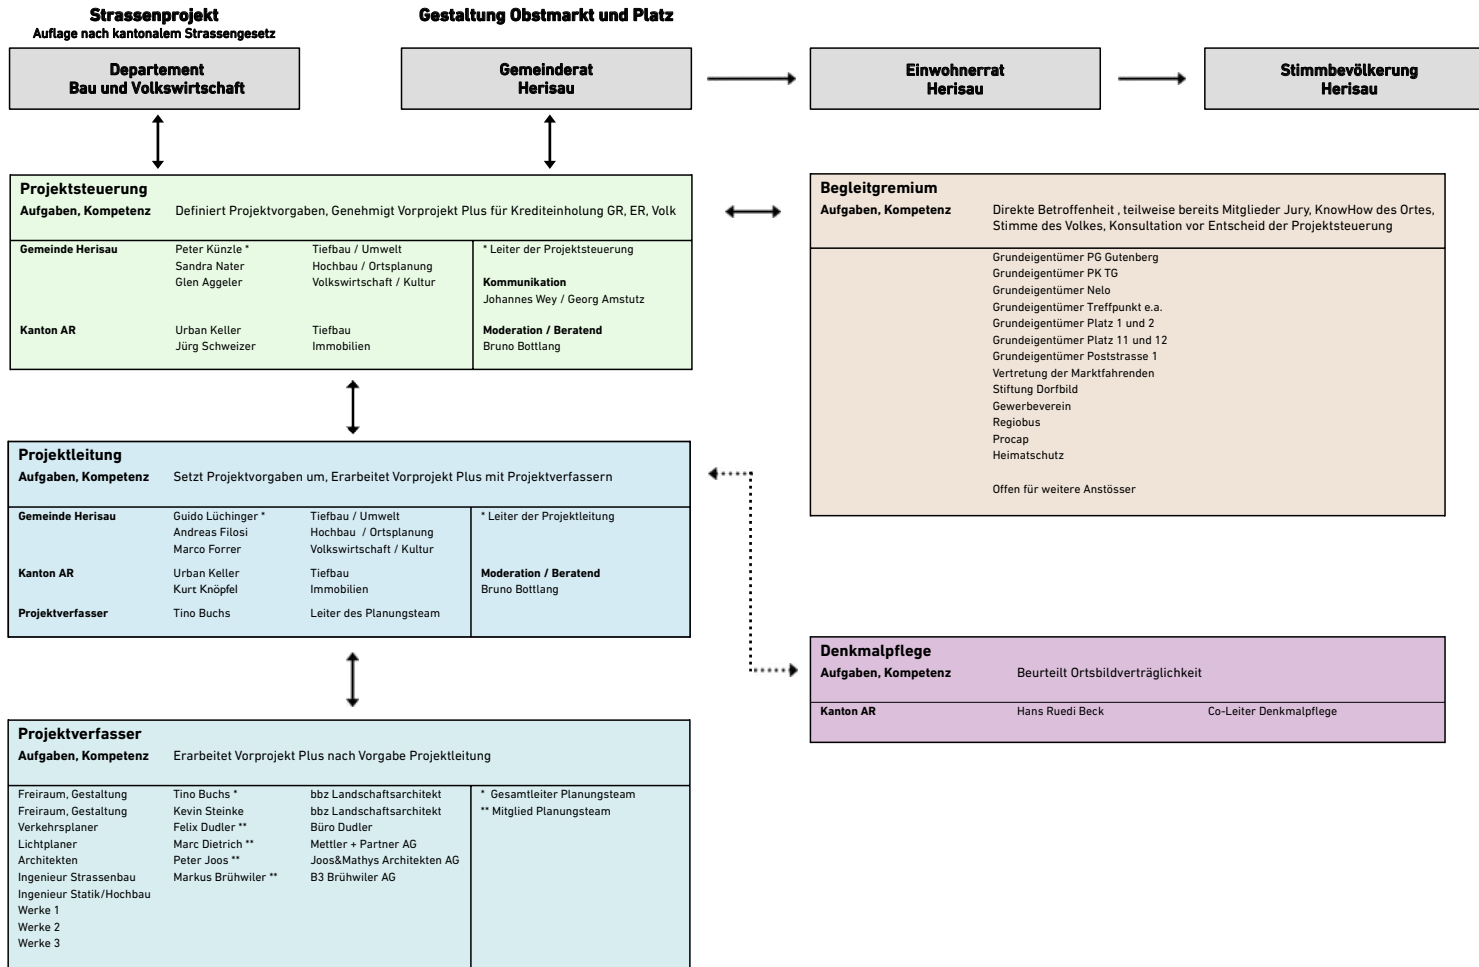 Strassenprojekt
Auflage nach kantonalem Strassengesetz
Gestaltung Obstmarkt und Platz
Departement
Bau und Volkswirtschaft
Gemeinderat
Herisau
Einwohnerrat
Herisau
Stimmbevölkerung
Herisau
Projektsteuerung
Aufgaben, Kompetenz Definiert Projektvorgaben, Genehmigt Vorprojekt Plus für Krediteinholung GR, ER, Volk
Gemeinde Herisau Peter Künzle * Tiefbau / Umwelt * Leiter der Projektsteuerung
Sandra Nater Hochbau / Ortsplanung
Glen Aggeler Volkswirtschaft / Kultur Kommunikation
Johannes Wey / Georg Amstutz
Kanton AR Urban Keller Tiefbau Moderation / Beratend
Jürg Schweizer Immobilien Bruno Bottlang
Begleitgremium
Aufgaben, Kompetenz Direkte Betroffenheit , teilweise bereits Mitglieder Jury, KnowHow des Ortes,
Stimme des Volkes, Konsultation vor Entscheid der Projektsteuerung
Grundeigentümer PG Gutenberg
Grundeigentümer PK TG
Grundeigentümer Nelo
Grundeigentümer Treffpunkt e.a.
Grundeigentümer Platz 1 und 2
Grundeigentümer Platz 11 und 12
Grundeigentümer Poststrasse 1
Vertretung der Marktfahrenden
Stiftung Dorfbild
Gewerbeverein
Regiobus
Procap
Heimatschutz
Offen für weitere Anstösser
Projektleitung
Aufgaben, Kompetenz Setzt Projektvorgaben um, Erarbeitet Vorprojekt Plus mit Projektverfassern
Gemeinde Herisau Guido Lüchinger * Tiefbau / Umwelt * Leiter der Projektleitung
Andreas Filosi Hochbau / Ortsplanung
Marco Forrer Volkswirtschaft / Kultur
Kanton AR Urban Keller Tiefbau Moderation / Beratend
Kurt Knöpfel Immobilien Bruno Bottlang
Projektverfasser Tino Buchs Leiter des Planungsteam
Denkmalpflege
Aufgaben, Kompetenz Beurteilt Ortsbildverträglichkeit
Kanton AR Hans Ruedi Beck Co-Leiter Denkmalpflege
Projektverfasser
Aufgaben, Kompetenz Erarbeitet Vorprojekt Plus nach Vorgabe Projektleitung
Freiraum, Gestaltung Tino Buchs * bbz Landschaftsarchitekt * Gesamtleiter Planungsteam
Freiraum, Gestaltung Kevin Steinke bbz Landschaftsarchitekt ** Mitglied Planungsteam
Verkehrsplaner Felix Dudler ** Büro Dudler
Lichtplaner Marc Dietrich ** Mettler + Partner AG
Architekten Peter Joos ** Joos&Mathys Architekten AG
Ingenieur Strassenbau Markus Brühwiler ** B3 Brühwiler AG
Ingenieur Statik/Hochbau
Werke 1
Werke 2
Werke 3